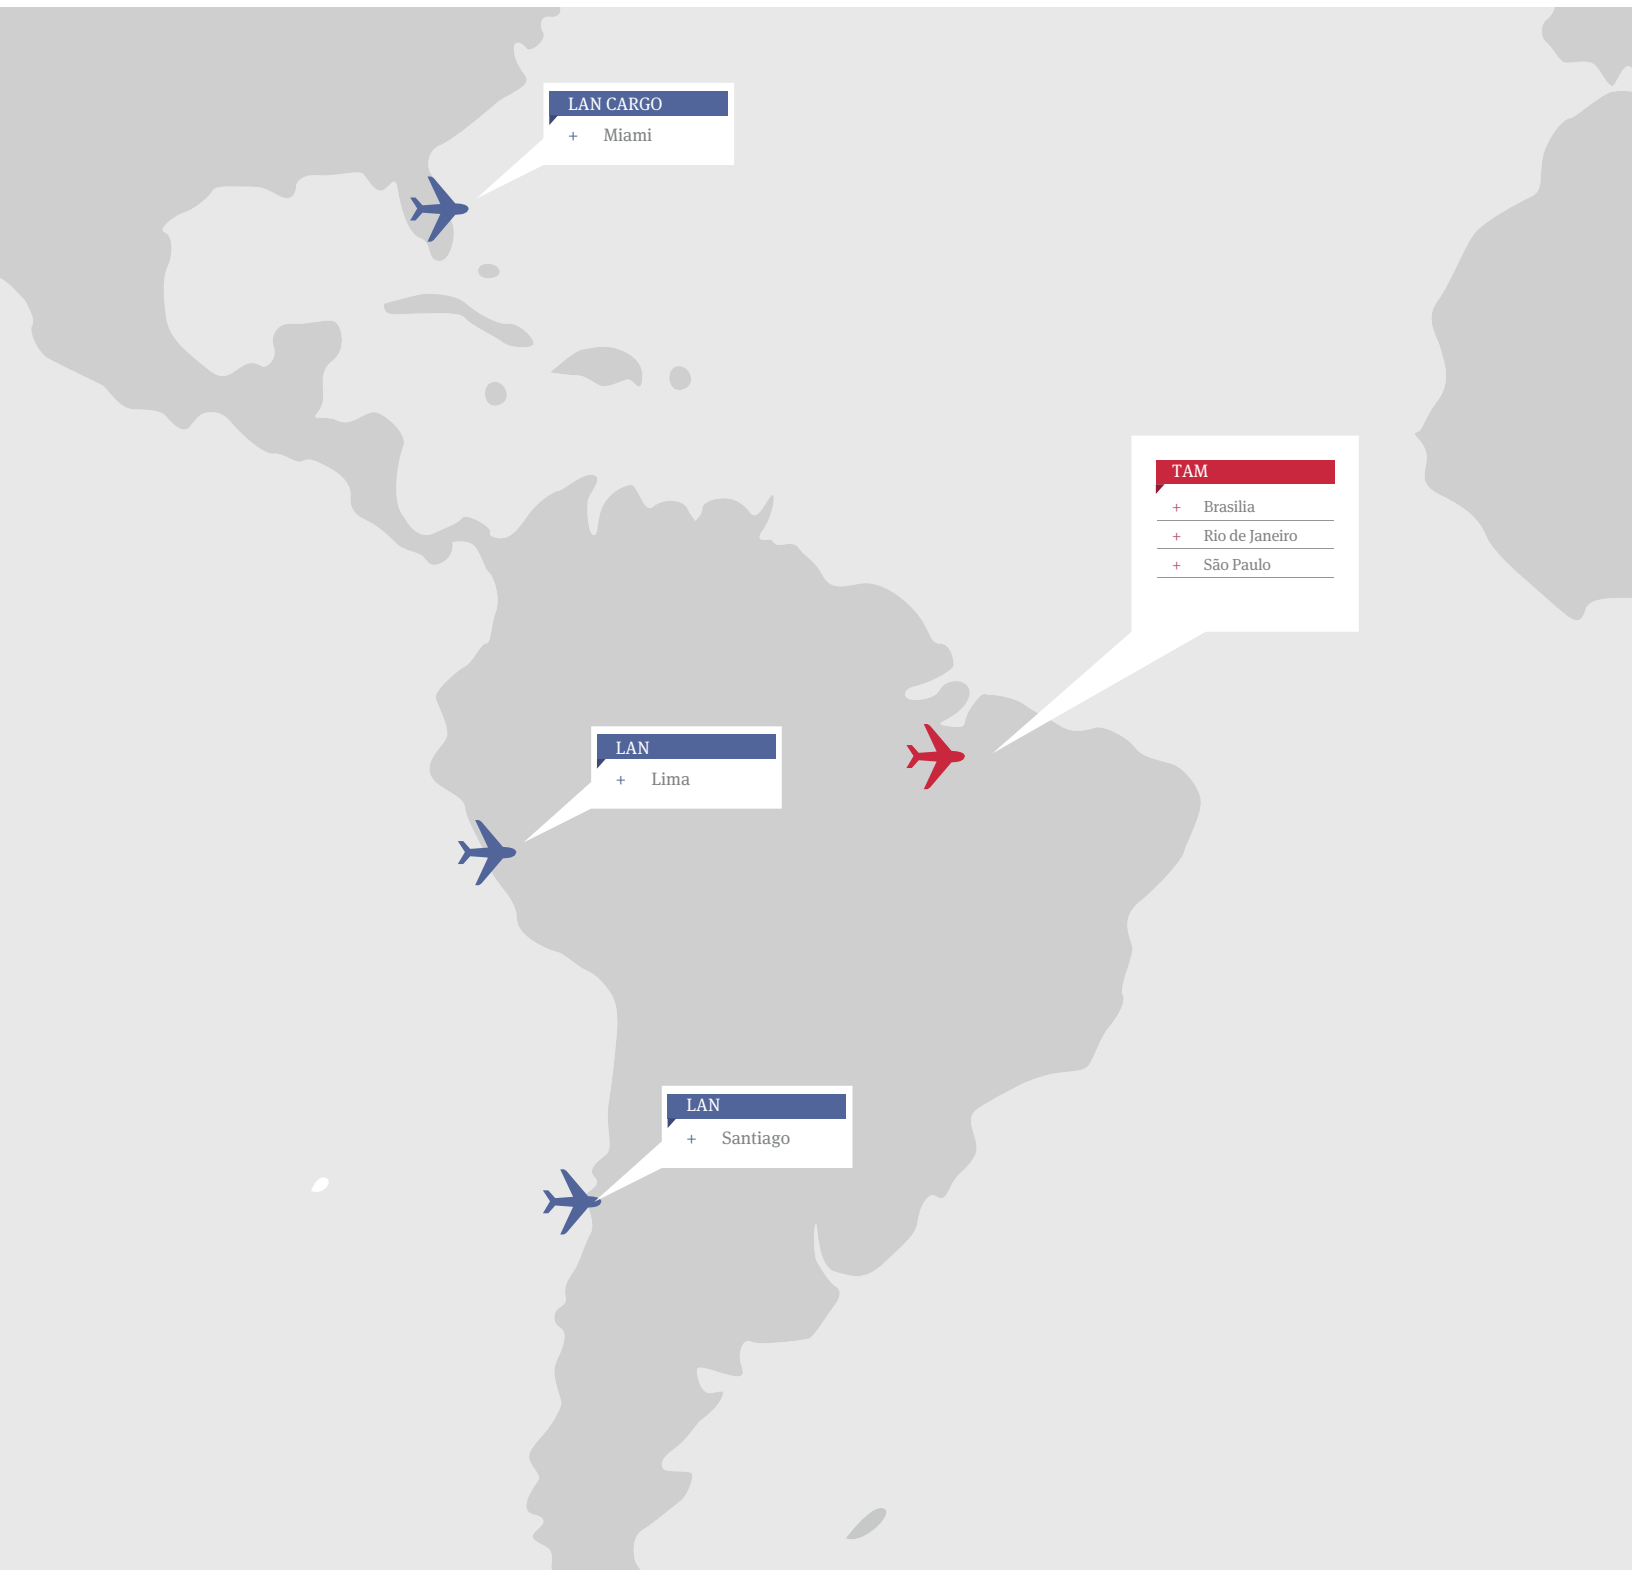 LAN CARGO
+ Miami
TAM
+ Brasilia
+ Rio de Janeiro
+ São Paulo
LAN
+ Lima
LAN
+ Santiago